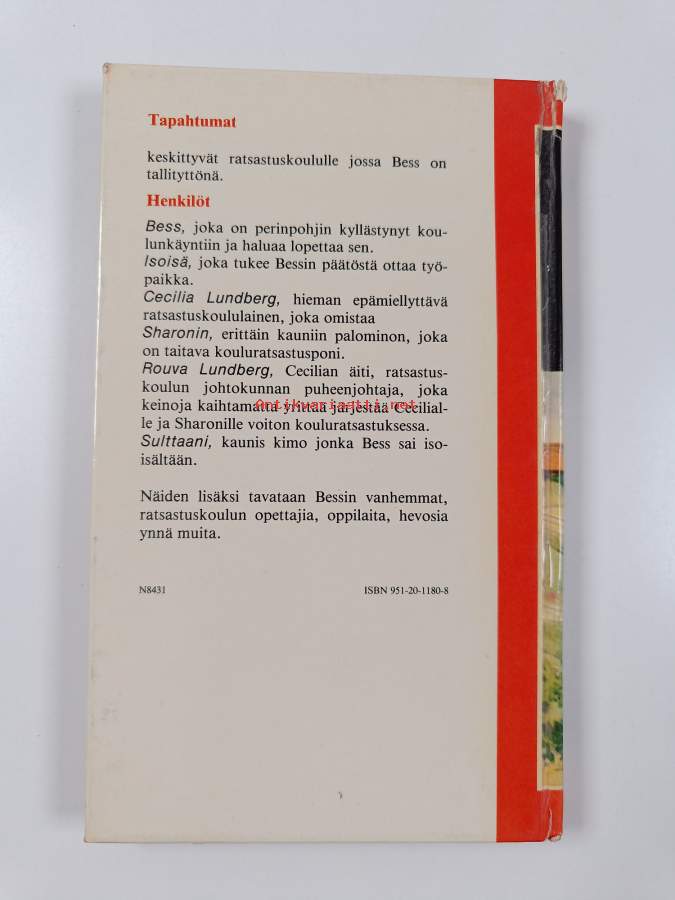 Tapahtumat
keskittyvät ratsastuskoululle jossa Bess on
tallityttönä.
Henkilöt
Bess, joka on perinpohjin kyllästynyt kou-
lunkäyntiin ja haluaa lopettaa sen.
Isoisä, joka tukee Bessin päätöstä ottaa työ-
paikka.
Cecilia Lundberg, hieman epämiellyttävä
ratsastuskoululainen, joka omistaa
Sharonin, erittäin kauniin palominon, joka
on taitava kouluratsastusponi.
Rouva Lundberg, Cecilian äiti, ratsastus-
koulun johtokunnan puheenjohtaja, joka
keinoja kaihtamatta yrittää järjestää Cecilial-
le ja Sharonille voiton kouluratsastuksessa.
Sulttaani, kaunis kimo jonka Bess sai iso-
isältään.
Näiden lisäksi tavataan Bessin vanhemmat,
ratsastuskoulun opettajia, oppilaita, hevosia
ynnä muita.
N8431 ISBN 951-20-1180-8
Antikvariaatti.net